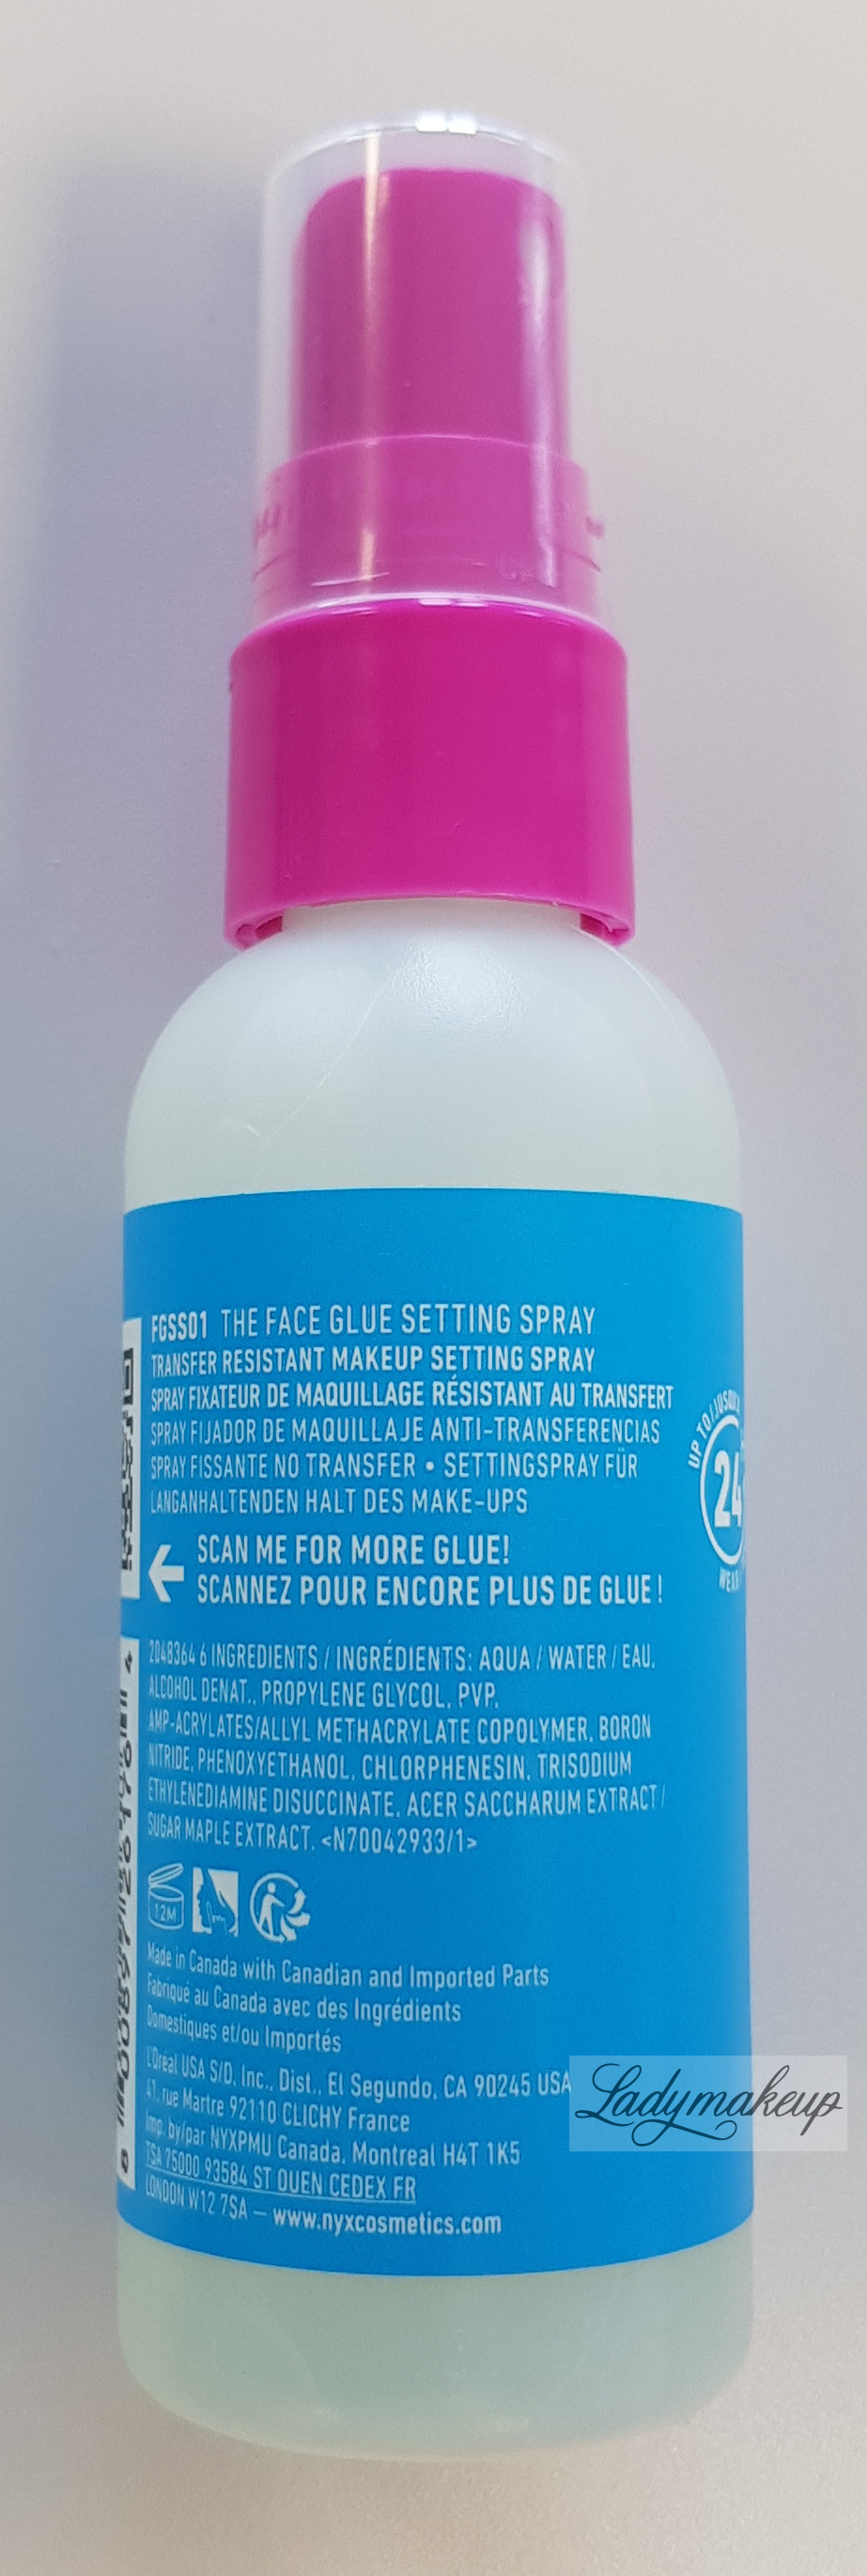 FGSS01 THE FACE GLUE SETTING SPRAY
TRANSFER RESISTANT MAKEUP SETTING SPRAY
SPRAY FIXATEUR DE MAQUILLAGE RÉSISTANT AU TRANSFERT
SPRAY FIJADOR DE MAQUILLAJE ANTI-TRANSFERENCIAS
SPRAY FISSANTE NO TRANSFER • SETTINGSPRAY FÜR
LANGANHALTENDEN HALT DES MAKE-UPS
UP TO / JUSQU'À
24
WEAR
SCAN ME FOR MORE GLUE!
SCANNEZ POUR ENCORE PLUS DE GLUE !
2048364 6 INGREDIENTS / INGRÉDIENTS: AQUA / WATER / EAU,
ALCOHOL DENAT., PROPYLENE GLYCOL, PVP,
AMP-ACRYLATES/ALLYL METHACRYLATE COPOLYMER, BORON
NITRIDE, PHENOXYETHANOL, CHLORPHENESIN, TRISODIUM
ETHYLENEDIAMINE DISUCCINATE, ACER SACCHARUM EXTRACT /
SUGAR MAPLE EXTRACT. <N70042933/1>
12M
Made in Canada with Canadian and Imported Parts
Fabriqué au Canada avec des Ingrédients
Domestiques et/ou Importés
L'Oréal USA S/D, Inc., Dist., El Segundo, CA 90245 USA
41, rue Martre 92110 CLICHY France
Imp. by/par NYXPMU Canada, Montreal H4T 1K5
TSA 75000 93584 ST OUEN CEDEX FR
LONDON W12 7SA — www.nyxcosmetics.com
Ladymakeup